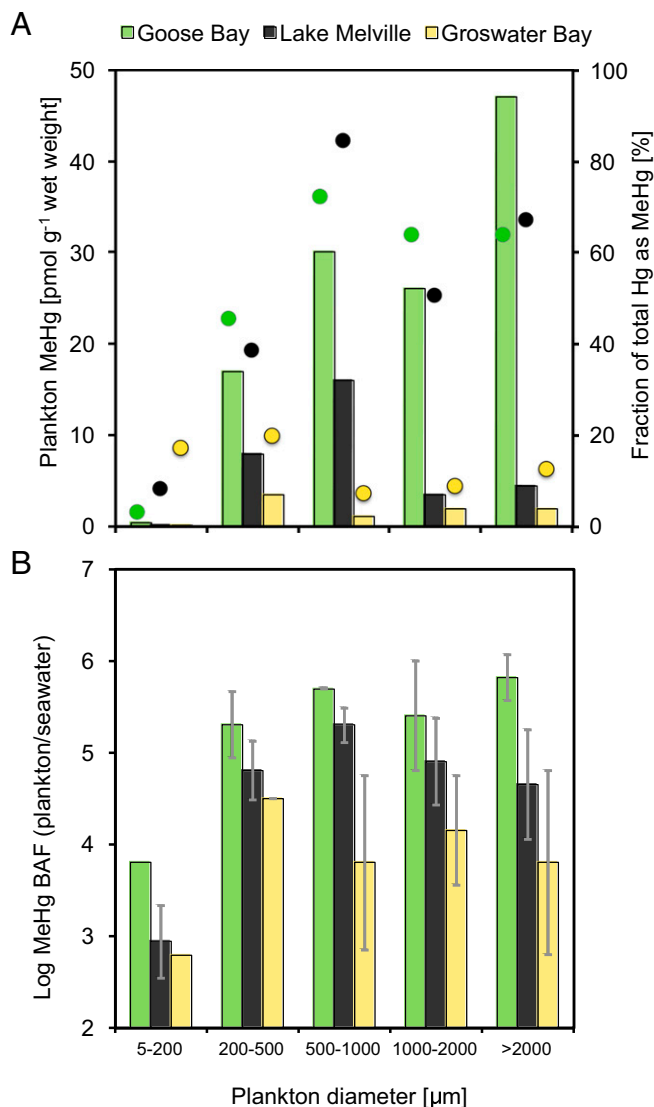 A
Goose Bay Lake Melville Groswater Bay
Plankton MeHg [pmol g⁻¹ wet weight]
50
40
30
20
10
0
100
80
60
40
20
0
Fraction of total Hg as MeHg [%]
B
Log MeHg BAF (plankton/seawater)
7
6
5
4
3
2
5-200 200-500 500-1000 1000-2000 >2000
Plankton diameter [µm]